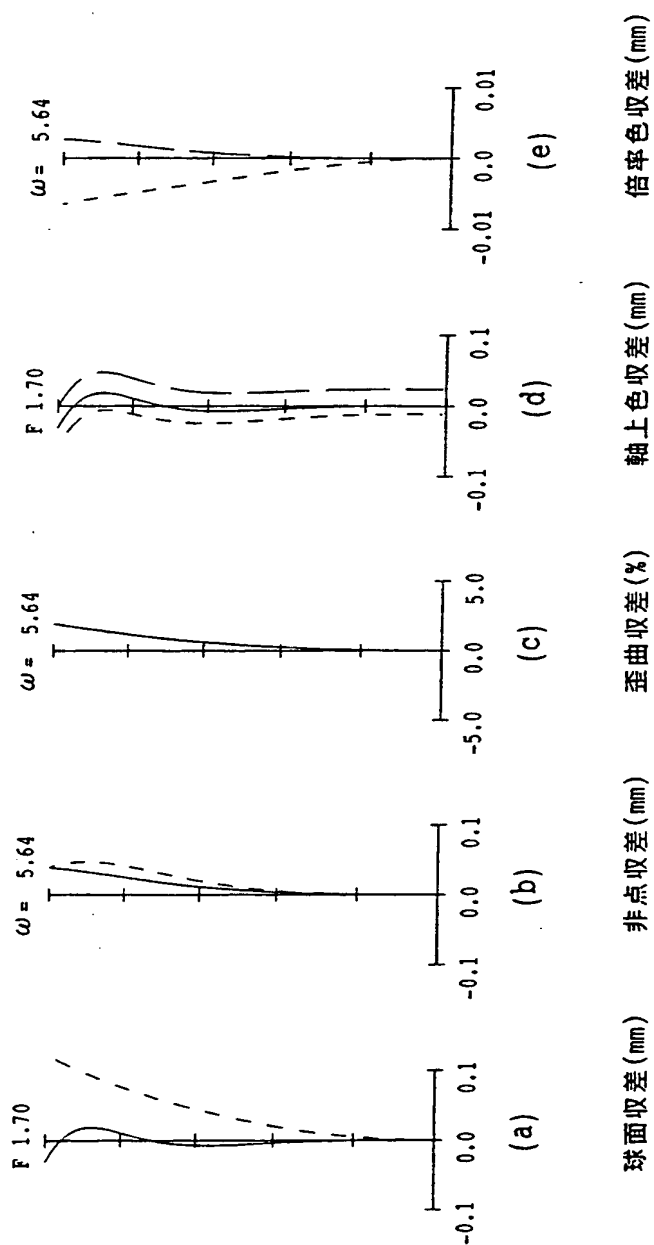 F 1.70
-0.1 0.0 0.1
(a)
球面収差(mm)
ω= 5.64
-0.1 0.0 0.1
(b)
非点収差(mm)
ω= 5.64
-5.0 0.0 5.0
(c)
歪曲収差(%)
F 1.70
-0.1 0.0 0.1
(d)
軸上色収差(mm)
ω= 5.64
-0.01 0.0 0.01
(e)
倍率色収差(mm)